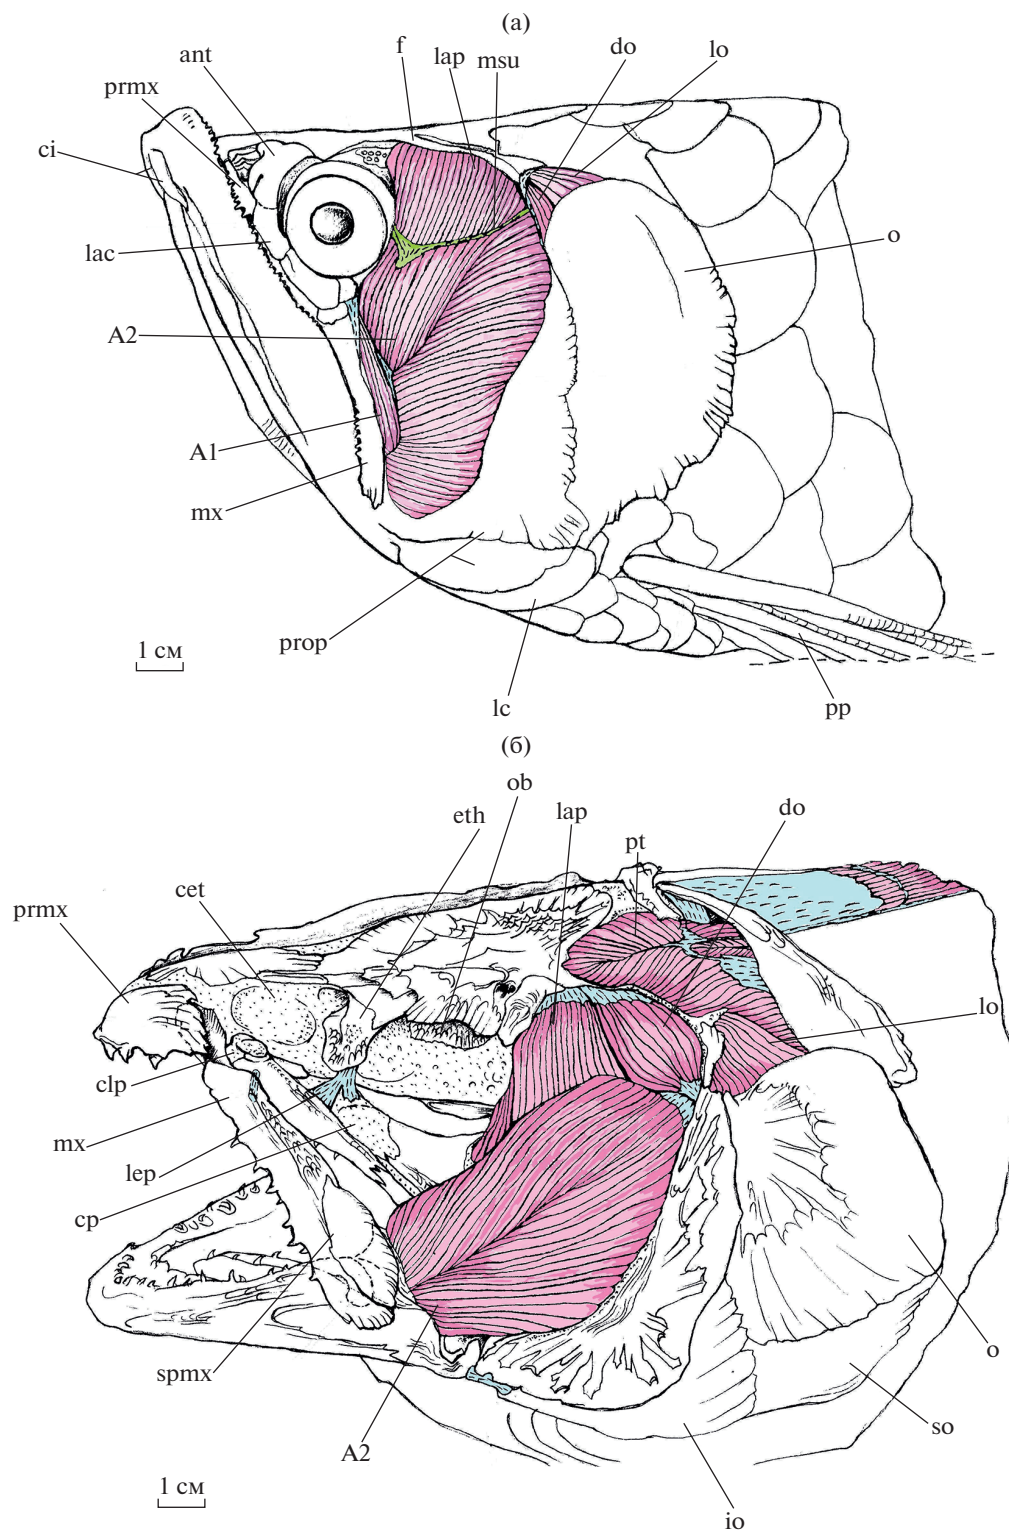 (а)
f
lap
msu
do
lo
ant
prmx
ci
o
lac
A2
A1
mx
prop
1 см
lc
pp
(б)
ob
eth
lap
do
pt
cet
prmx
lo
clp
mx
lep
cp
spmx
o
so
A2
1 см
io